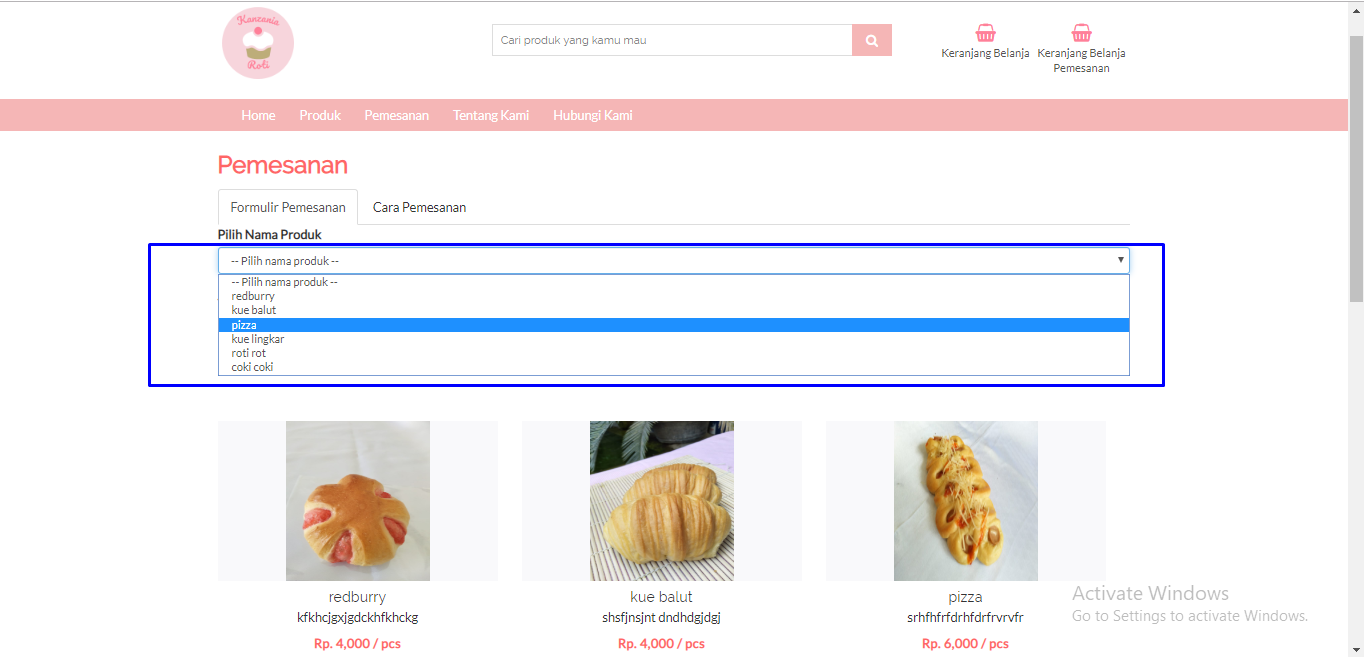 Kanzania
Roti
Cari produk yang kamu mau
Keranjang Belanja
Keranjang Belanja
Pemesanan
Home Produk Pemesanan Tentang Kami Hubungi Kami
Pemesanan
Formulir Pemesanan Cara Pemesanan
Pilih Nama Produk
-- Pilih nama produk --
-- Pilih nama produk --
redburry
kue balut
pizza
kue lingkar
roti rot
coki coki
redburry
kfkhcjgxjgdckhfkhckg
Rp. 4,000 / pcs
kue balut
shsfjnsjnt dndhdgjdgj
Rp. 4,000 / pcs
pizza
srhfhfrfdrhfdrfrvrvfr
Rp. 6,000 / pcs
Activate Windows
Go to Settings to activate Windows.